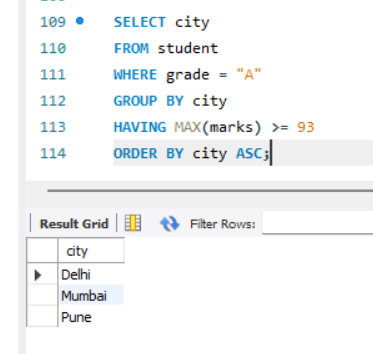 109 SELECT city
110 FROM student
111 WHERE grade = "A"
112 GROUP BY city
113 HAVING MAX(marks) >= 93
114 ORDER BY city ASC;
Result Grid Filter Rows:
city
Delhi
Mumbai
Pune